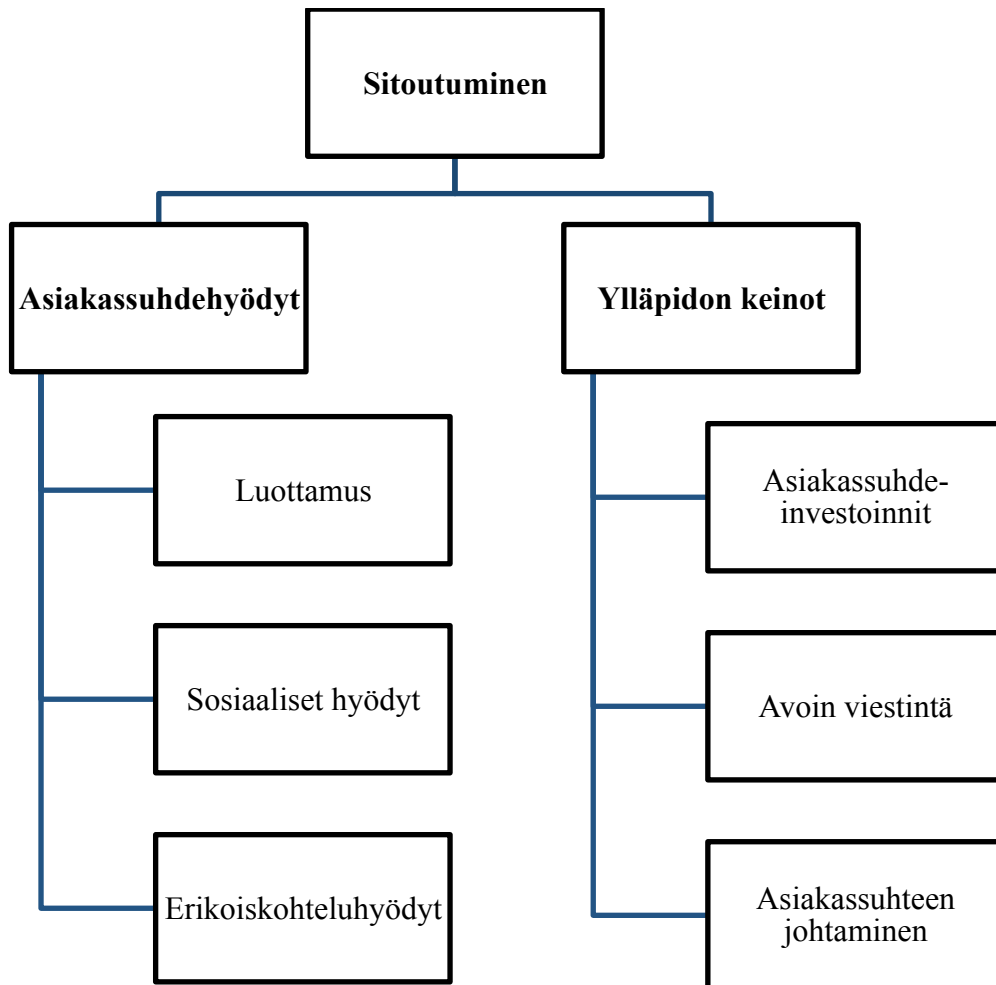 Sitoutuminen
Asiakassuhdehyödyt
Ylläpidon keinot
Luottamus
Sosiaaliset hyödyt
Erikoiskohteluhyödyt
Asiakassuhde-
investoinnit
Avoin viestintä
Asiakassuhteen
johtaminen